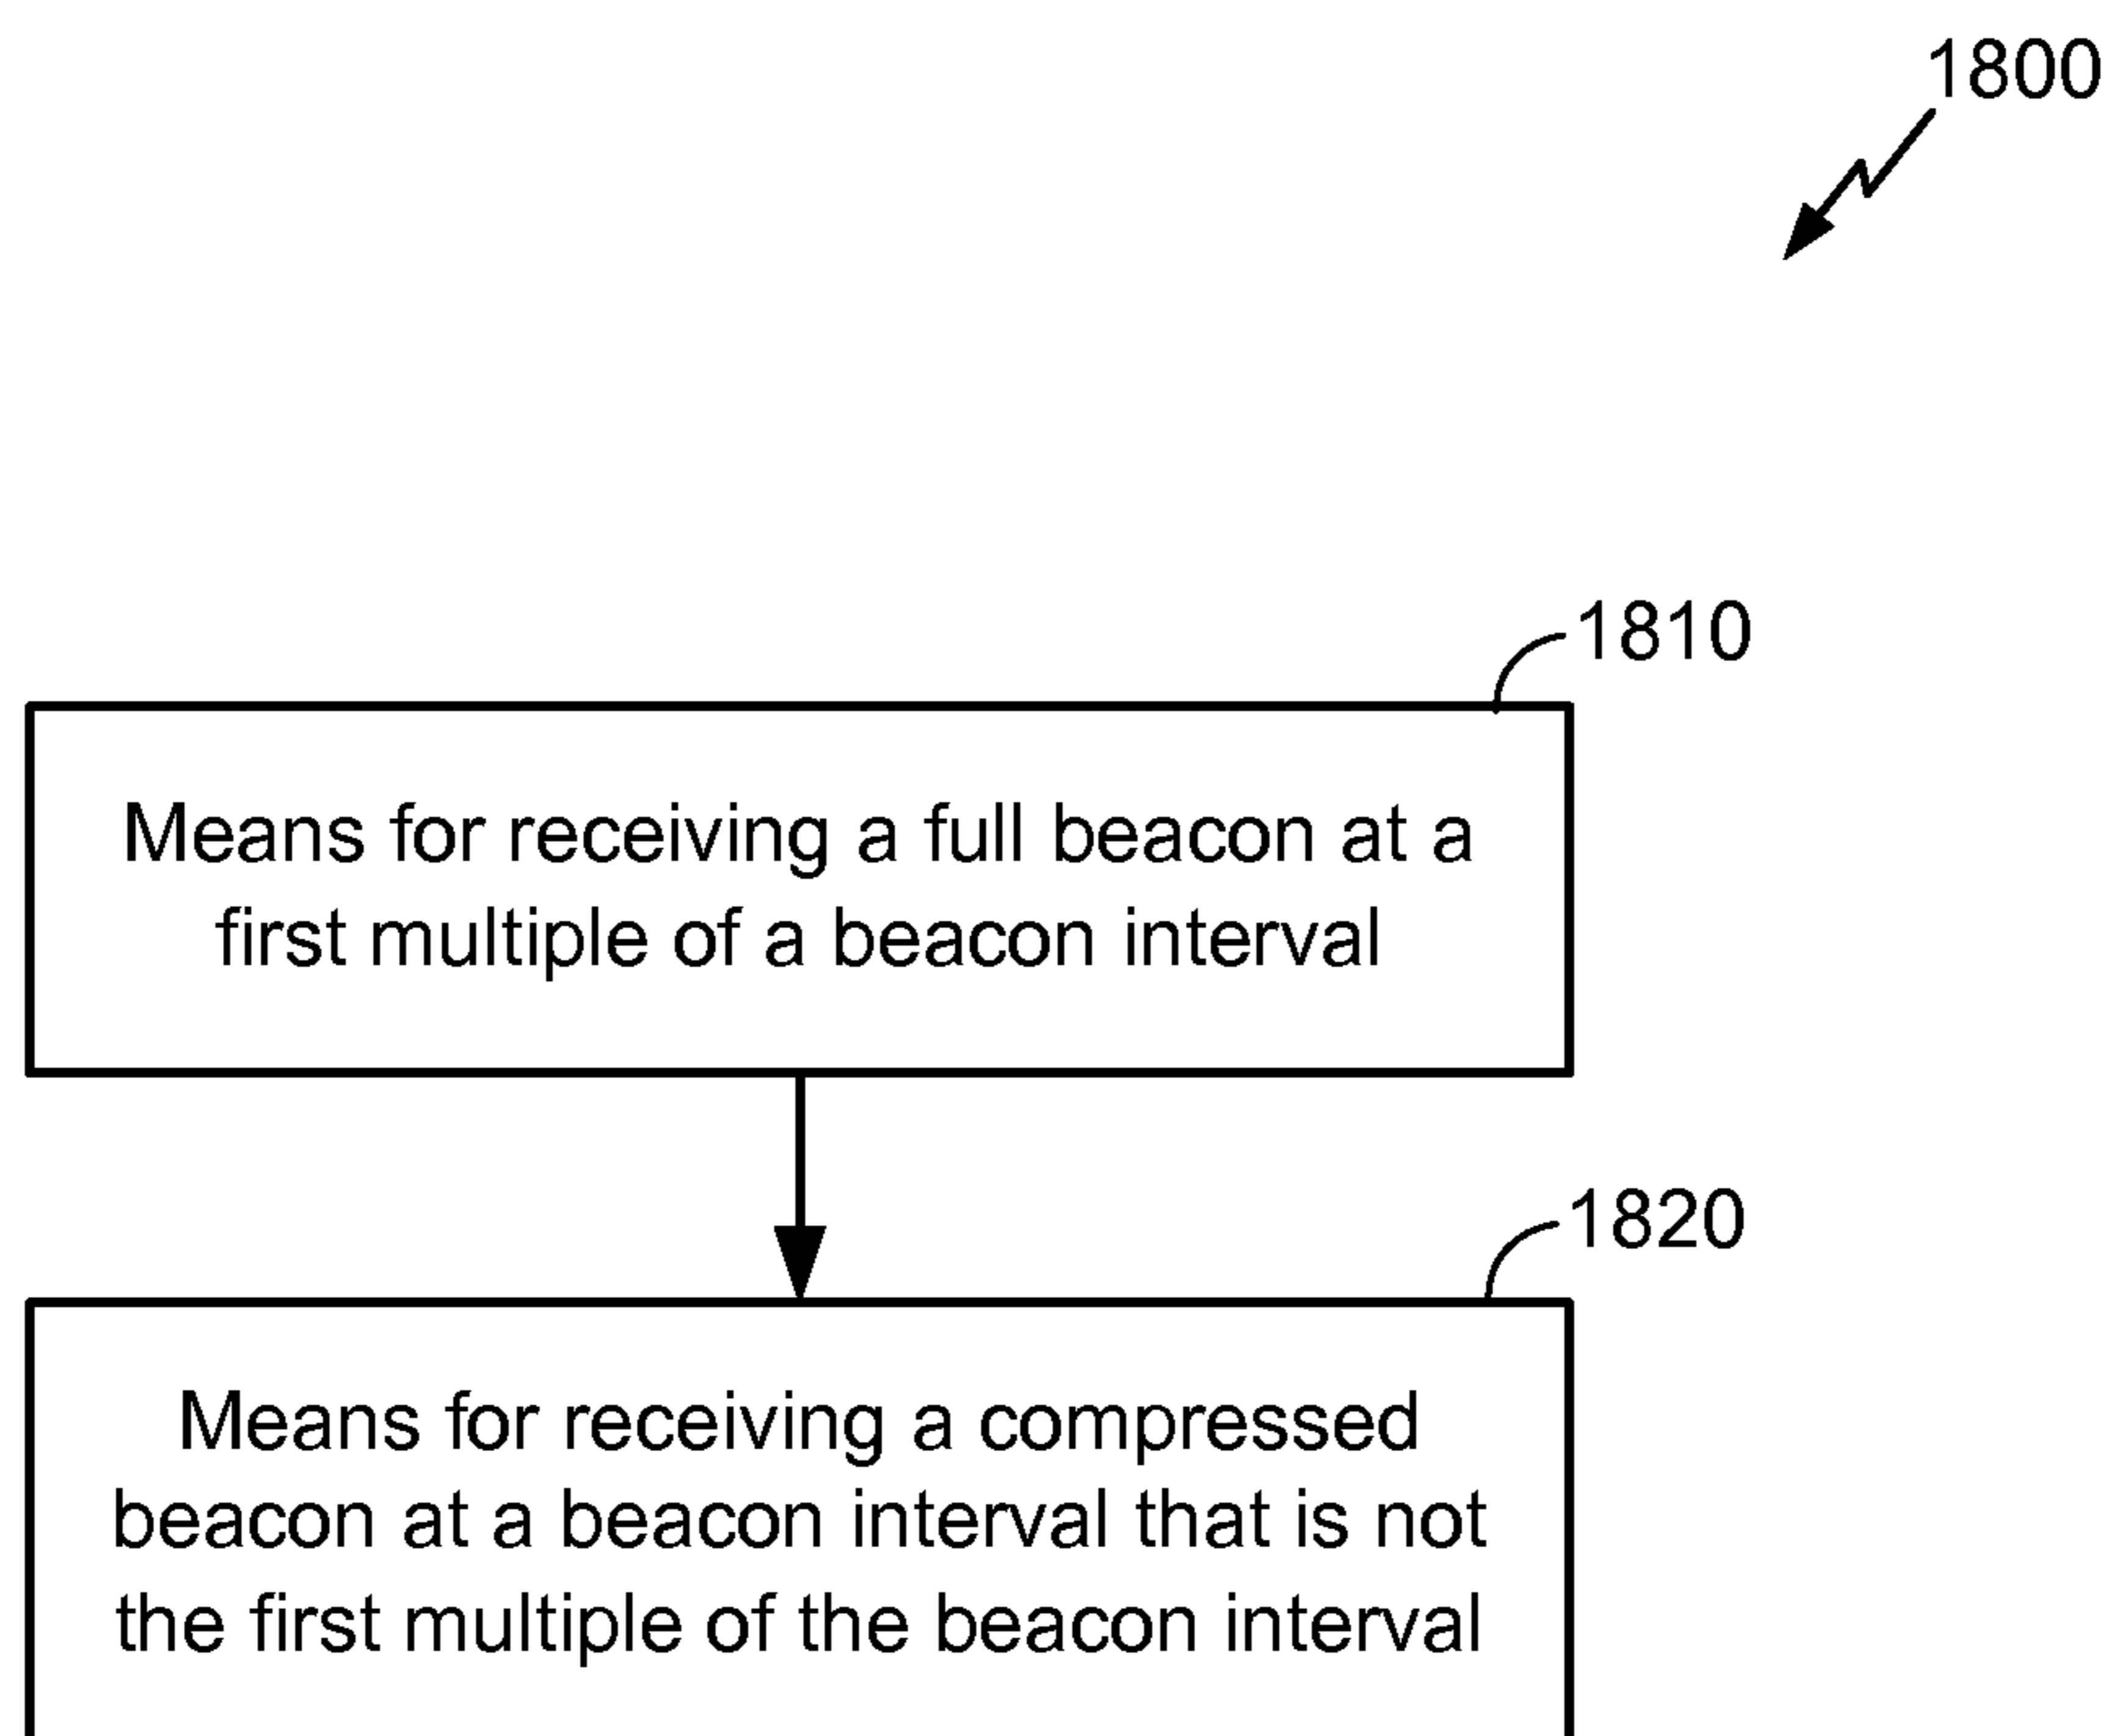 1800
1810
Means for receiving a full beacon at a
first multiple of a beacon interval
1820
Means for receiving a compressed
beacon at a beacon interval that is not
the first multiple of the beacon interval